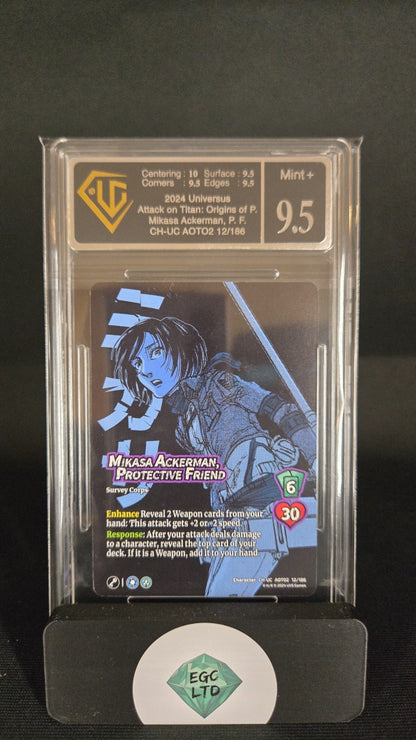 Centering : 10 Surface : 9.5
Corners : 9.5 Edges : 9.5
Mint+
9.5
2024 Universus
Attack on Titan: Origins of P.
Mikasa Ackerman, P. F.
CH-UC AOT02 12/186
ミカサ
MIKASA ACKERMAN,
PROTECTIVE FRIEND
Survey Corps
6
30
Enhance Reveal 2 Weapon cards from your
hand: This attack gets +2 or +2 speed.
Response: After your attack deals damage
to a character, reveal the top card of your
deck. If it is a Weapon, add it to your hand.
Character CH-UC AOT02 12/186
EGC
LTD